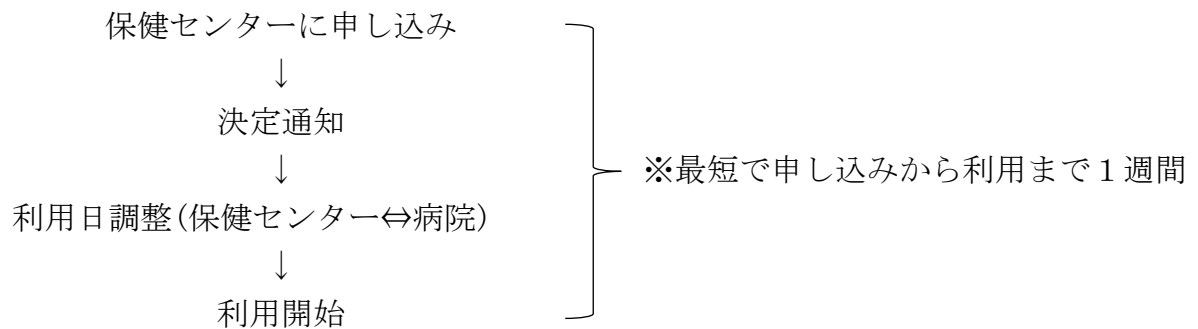 保健センターに申し込み
↓
決定通知
↓
※最短で申し込みから利用まで１週間
利用日調整(保健センター⇔病院)
↓
利用開始